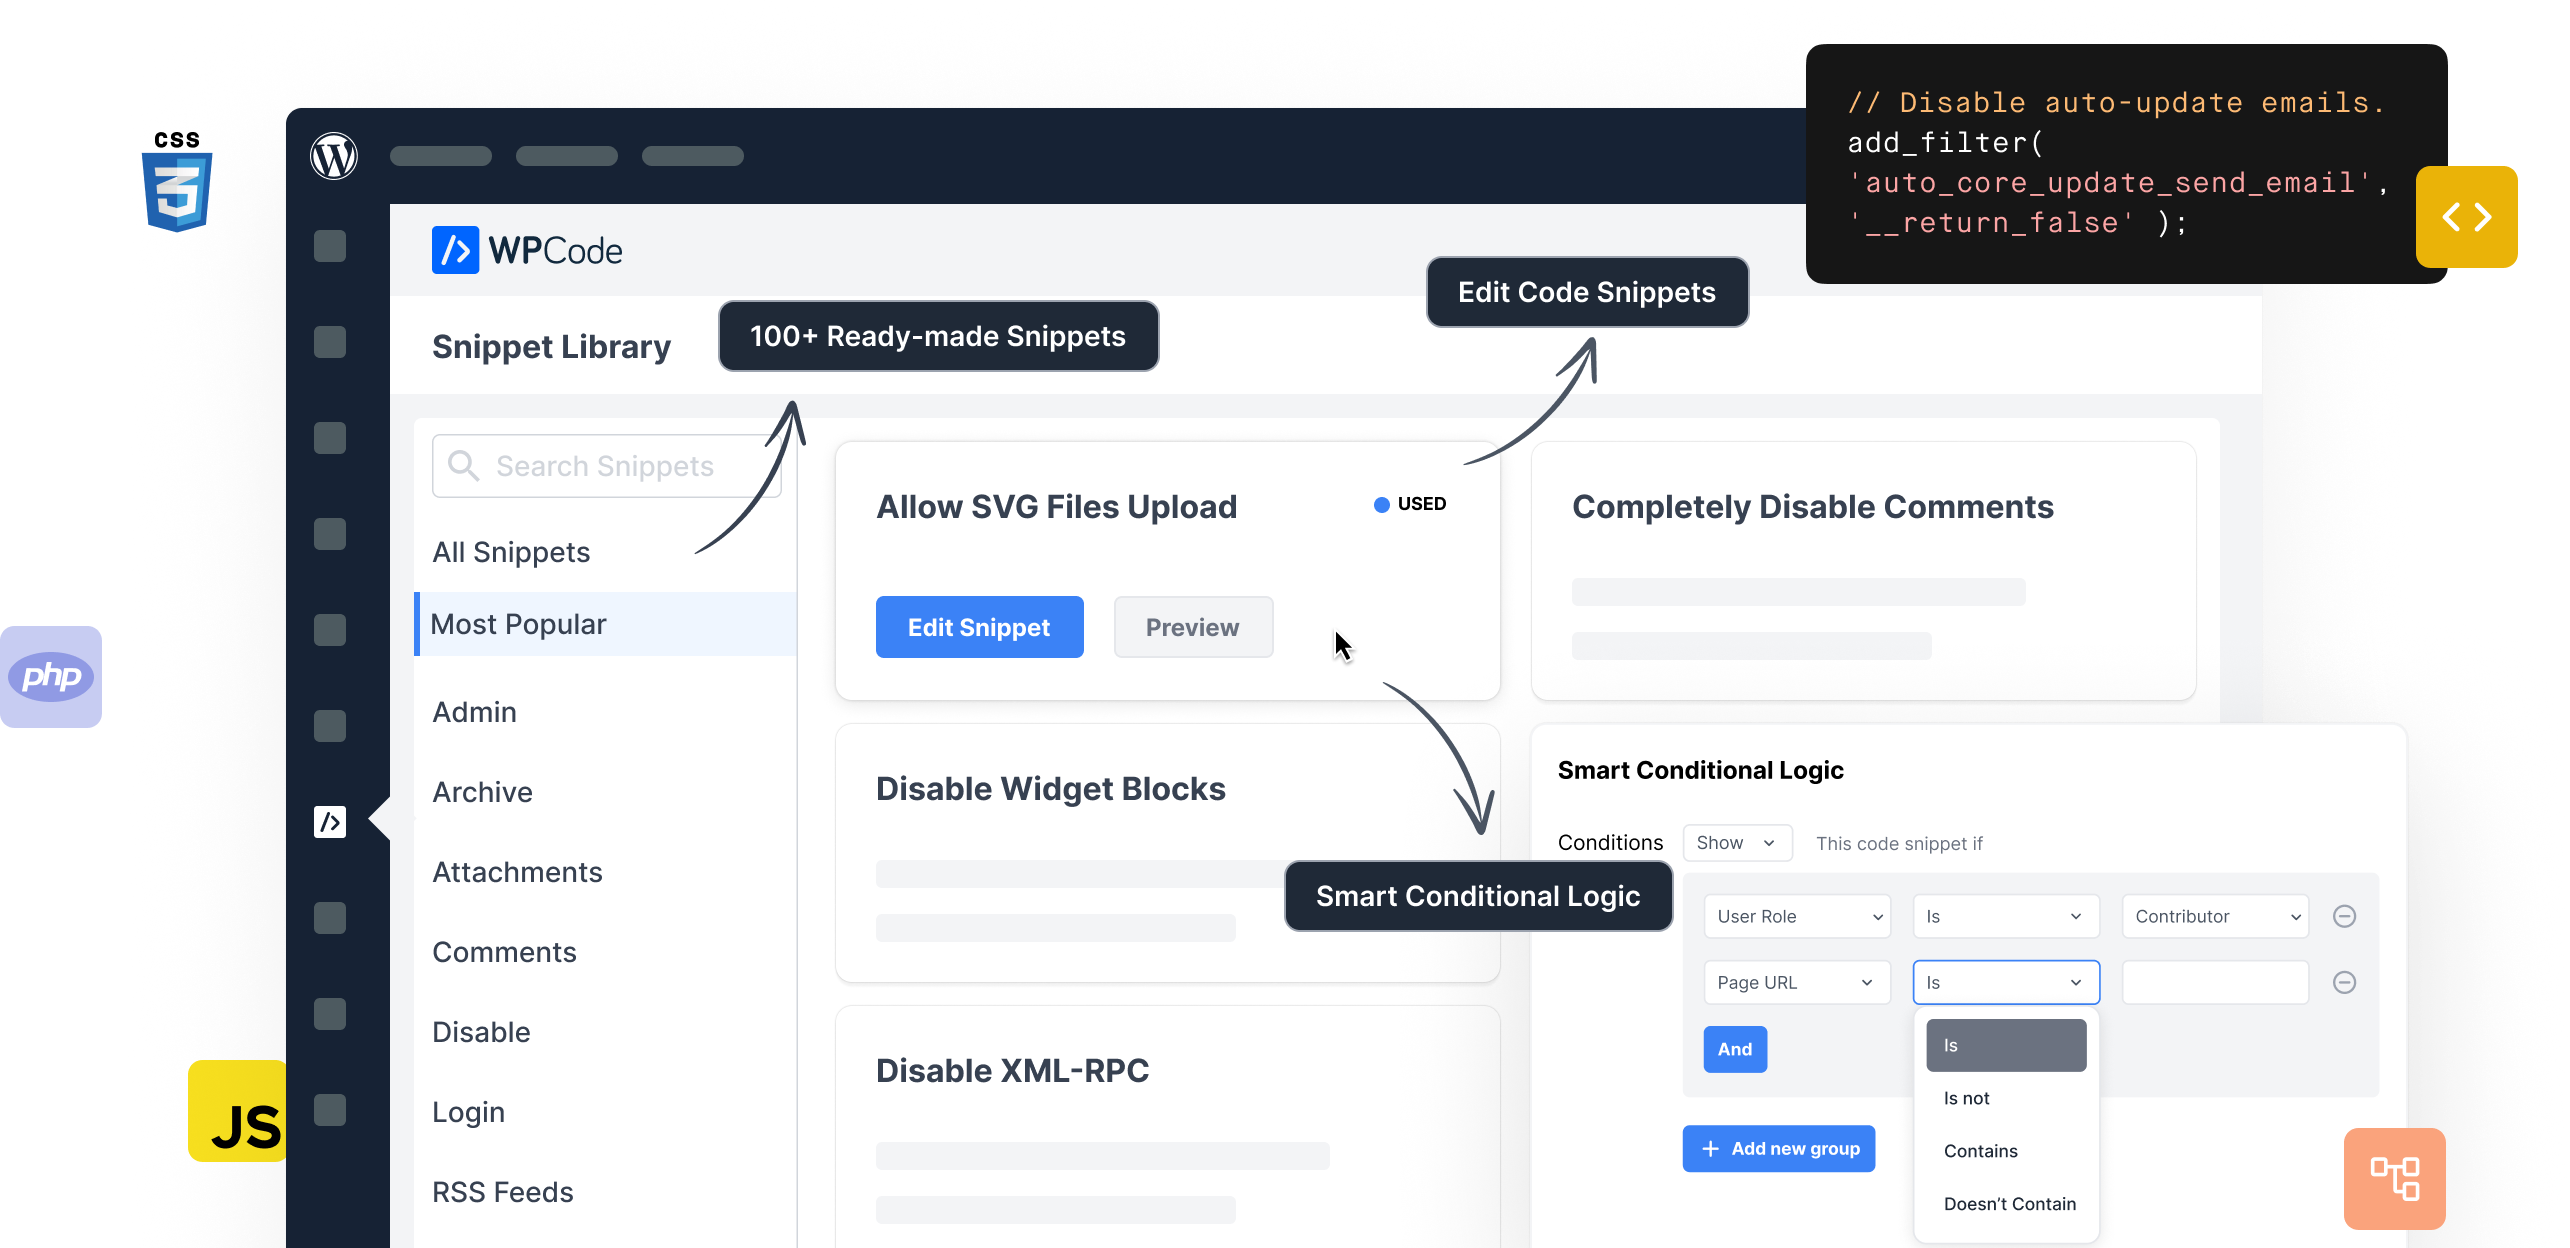 CSS
// Disable auto-update emails.
add_filter(
'auto_core_update_send_email',
'__return_false' );
WPCode
Edit Code Snippets
Snippet Library
100+ Ready-made Snippets
Search Snippets
All Snippets
Most Popular
Admin
Archive
Attachments
Comments
Disable
Login
RSS Feeds
php
JS
Allow SVG Files Upload
USED
Edit Snippet
Preview
Completely Disable Comments
Disable Widget Blocks
Disable XML-RPC
Smart Conditional Logic
Smart Conditional Logic
Conditions
Show
This code snippet if
User Role
Is
Contributor
Page URL
Is
And
Is
Is not
Contains
Doesn’t Contain
Add new group